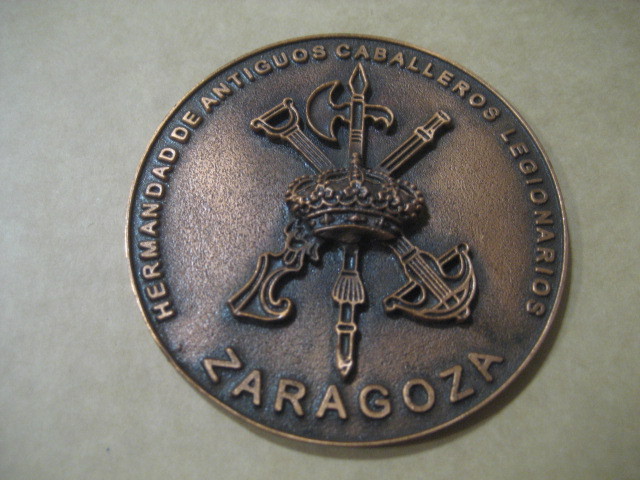 HERMANDAD DE ANTIGUOS CABALLEROS LEGIONARIOS
ZARAGOZA